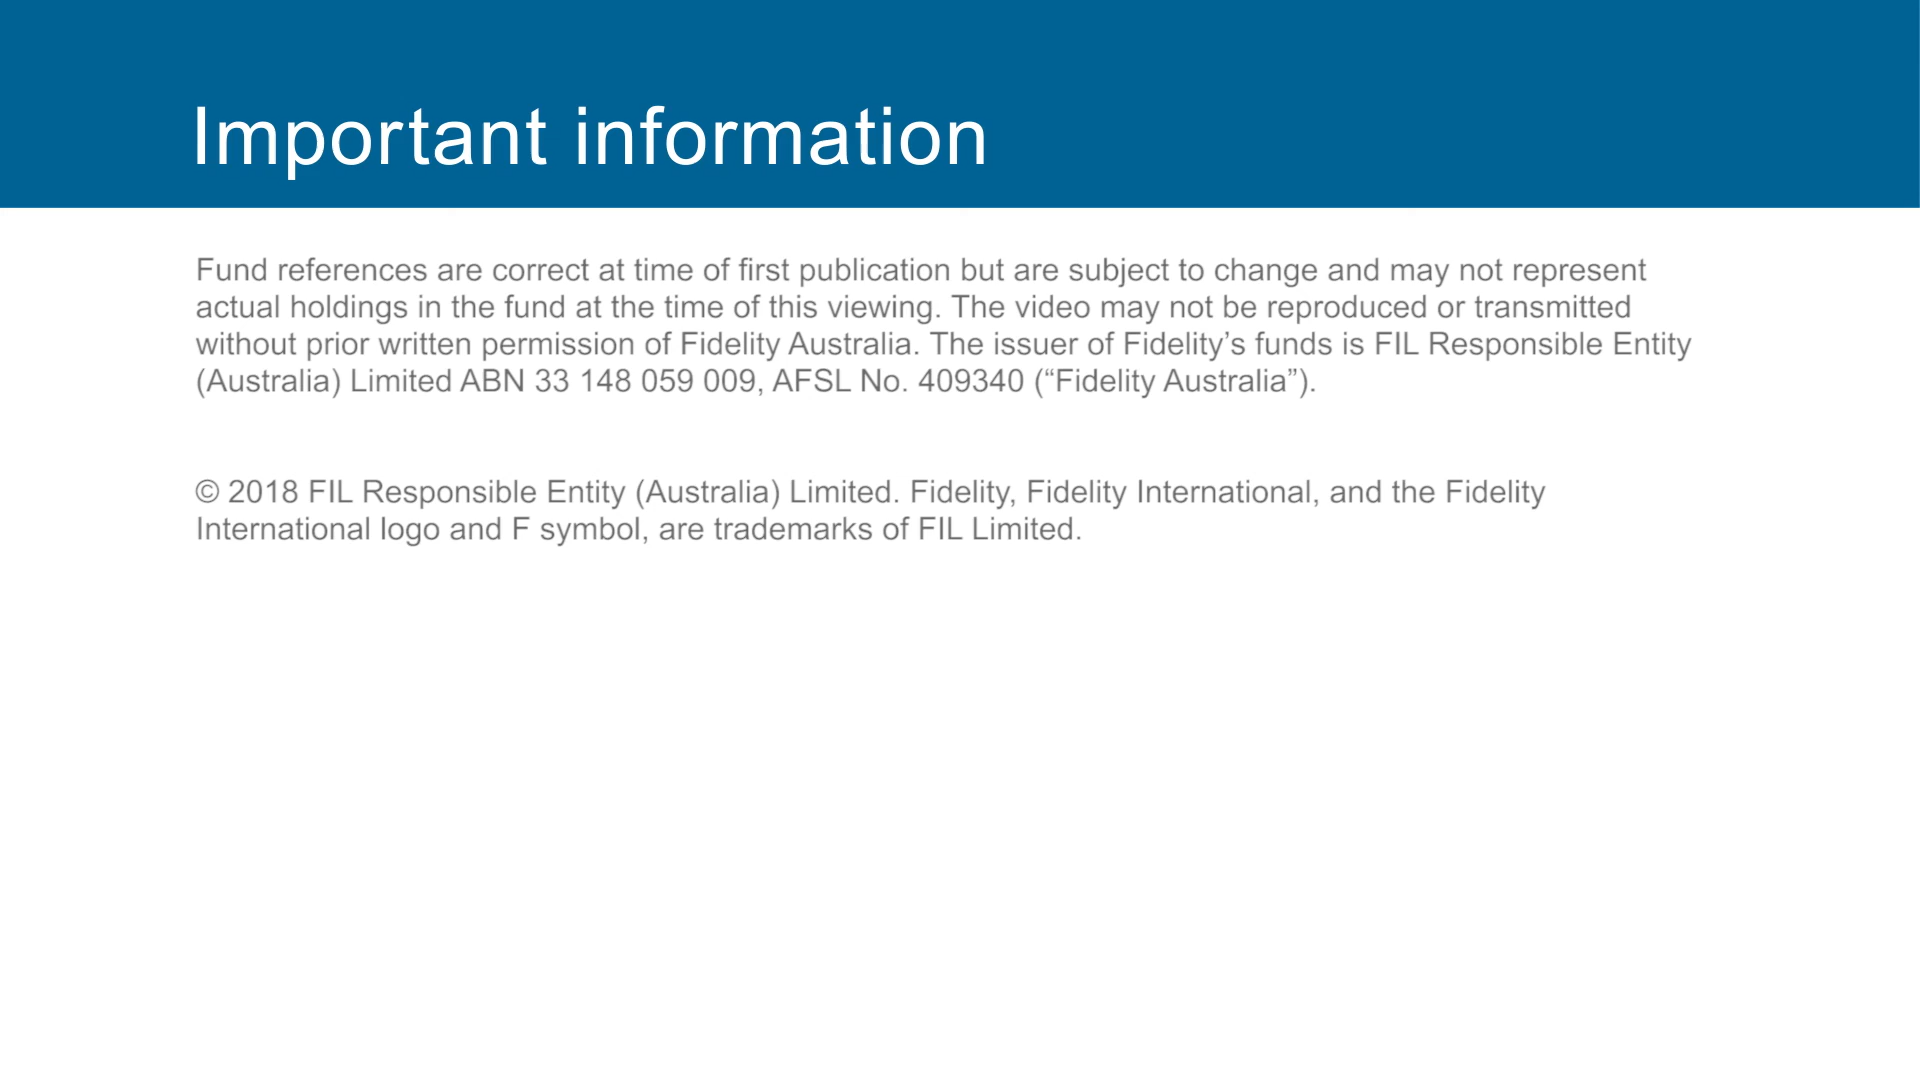 Important information
Fund references are correct at time of first publication but are subject to change and may not represent
actual holdings in the fund at the time of this viewing. The video may not be reproduced or transmitted
without prior written permission of Fidelity Australia. The issuer of Fidelity’s funds is FIL Responsible Entity
(Australia) Limited ABN 33 148 059 009, AFSL No. 409340 (“Fidelity Australia”).
© 2018 FIL Responsible Entity (Australia) Limited. Fidelity, Fidelity International, and the Fidelity
International logo and F symbol, are trademarks of FIL Limited.